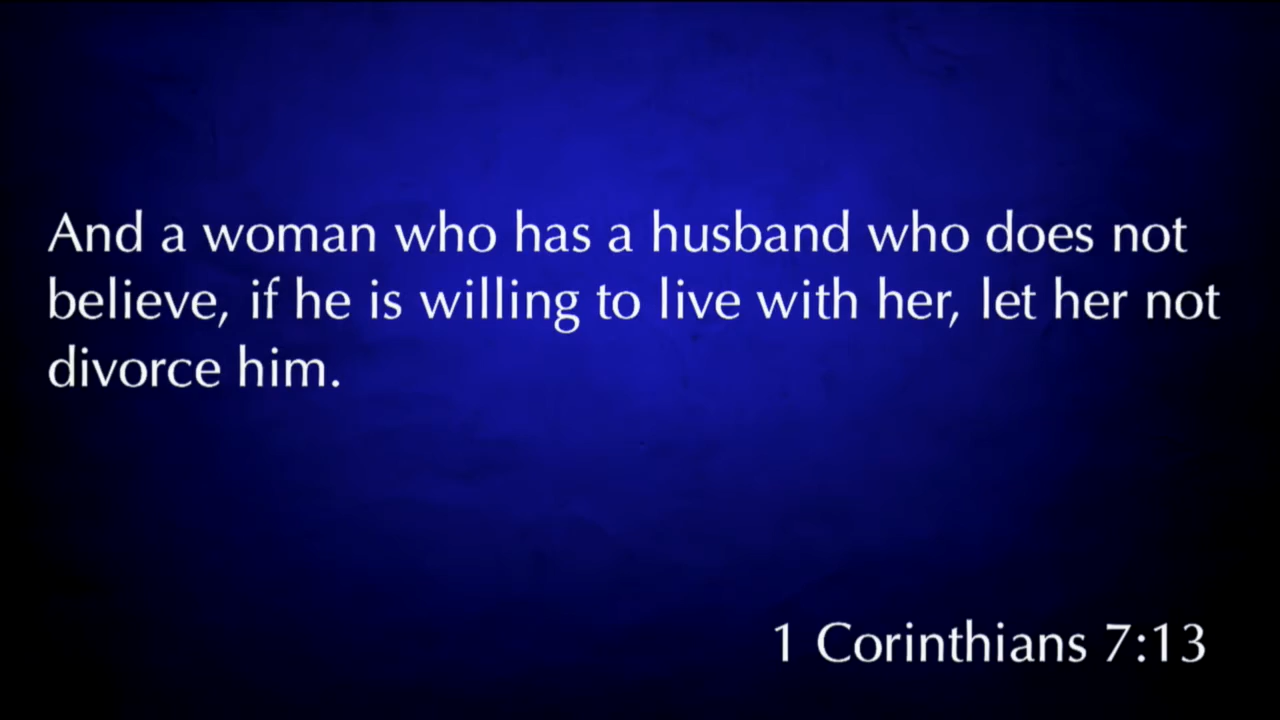 And a woman who has a husband who does not
believe, if he is willing to live with her, let her not
divorce him.
1 Corinthians 7:13